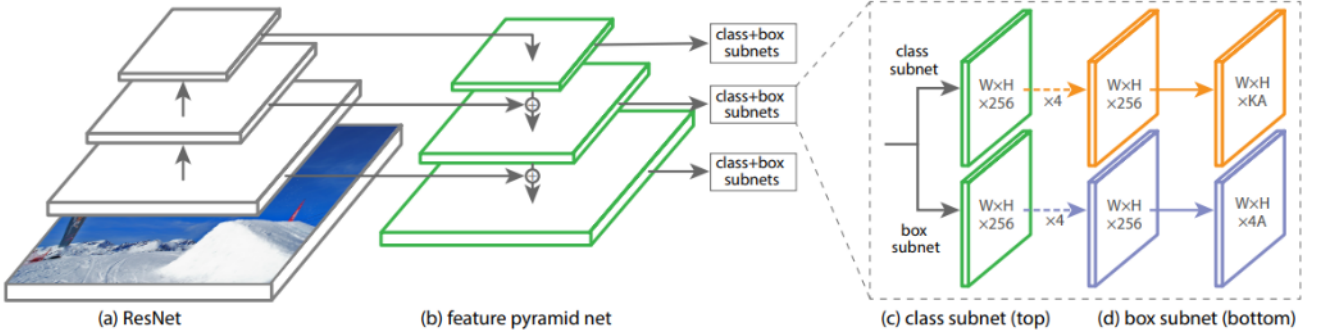 class+box
subnets
class+box
subnets
class+box
subnets
class
subnet
W×H
×256
×4
W×H
×256
W×H
×KA
box
subnet
W×H
×256
×4
W×H
×256
W×H
×4A
(a) ResNet
(b) feature pyramid net
(c) class subnet (top)
(d) box subnet (bottom)